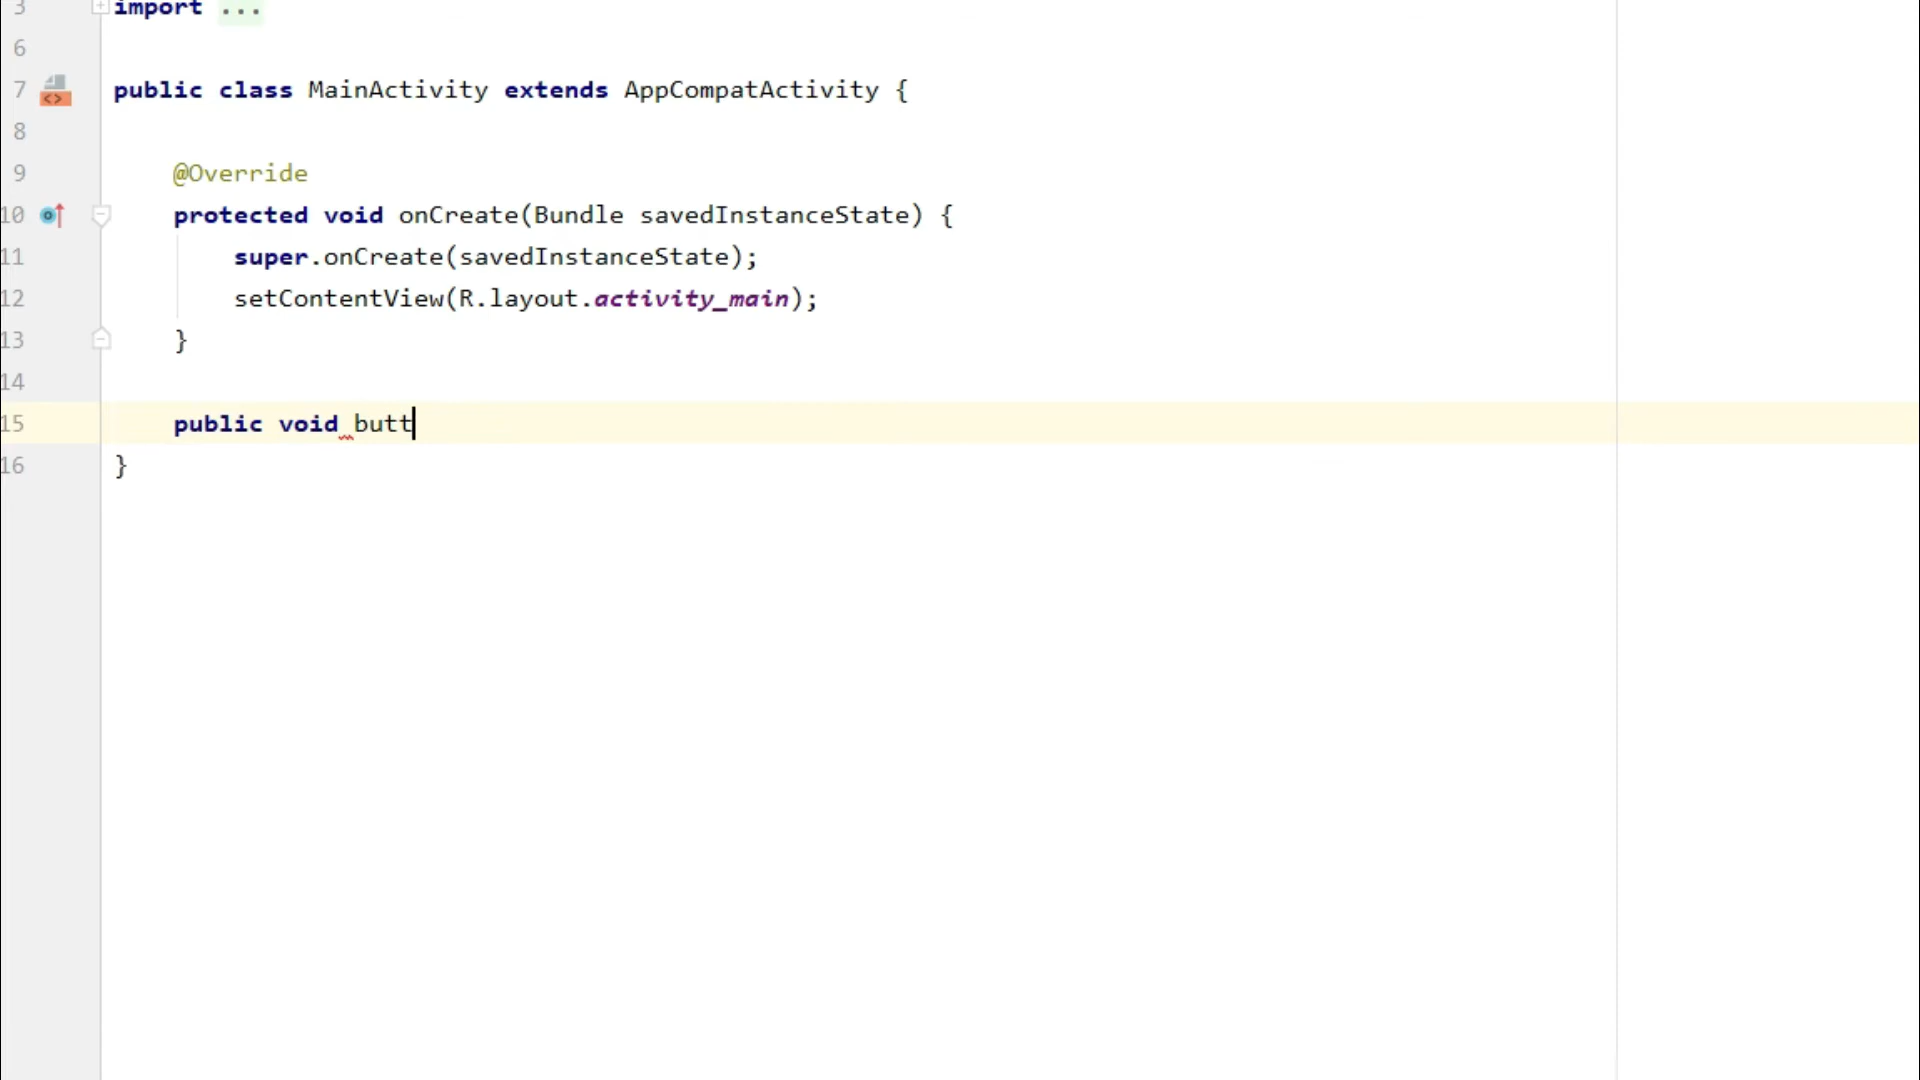 3 import ...
6
7 public class MainActivity extends AppCompatActivity {
8
9 @Override
10 protected void onCreate(Bundle savedInstanceState) {
11 super.onCreate(savedInstanceState);
12 setContentView(R.layout.activity_main);
13 }
14
15 public void butt
16 }